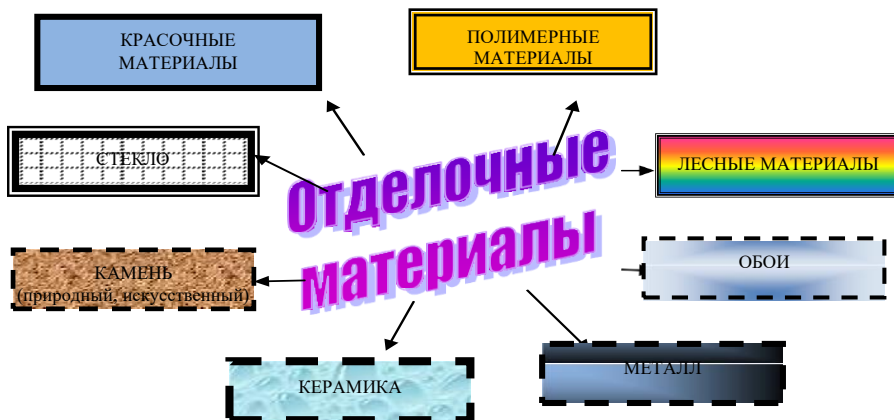 КРАСОЧНЫЕ
МАТЕРИАЛЫ
ПОЛИМЕРНЫЕ
МАТЕРИАЛЫ
СТЕКЛО
Отделочные
материалы
ЛЕСНЫЕ МАТЕРИАЛЫ
КАМЕНЬ
(природный, искусственный)
ОБОИ
КЕРАМИКА
МЕТАЛЛ